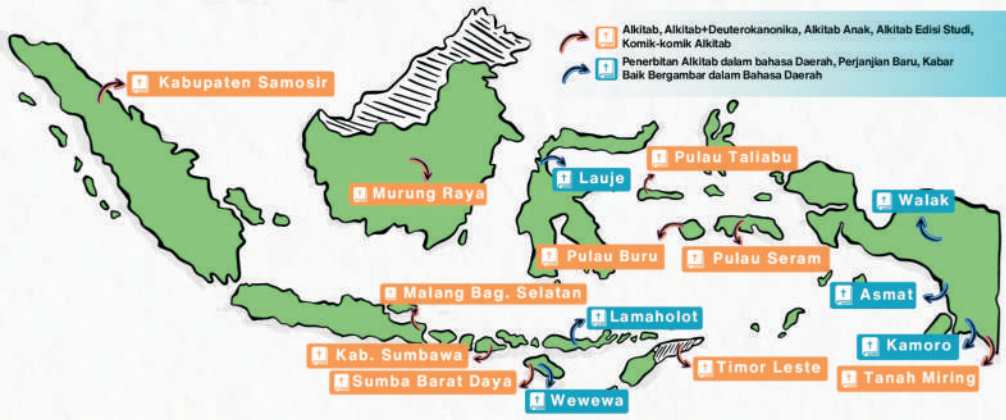 Alkitab, Alkitab+Deuterokanonika, Alkitab Anak, Alkitab Edisi Studi,
Komik-komik Alkitab
Penerbitan Alkitab dalam bahasa Daerah, Perjanjian Baru, Kabar
Baik Bergambar dalam Bahasa Daerah
Kabupaten Samosir
Murung Raya
Lauje
Pulau Taliabu
Walak
Pulau Buru
Pulau Seram
Malang Bag. Selatan
Lamaholot
Asmat
Kab. Sumbawa
Kamoro
Sumba Barat Daya
Timor Leste
Tanah Miring
Wewewa